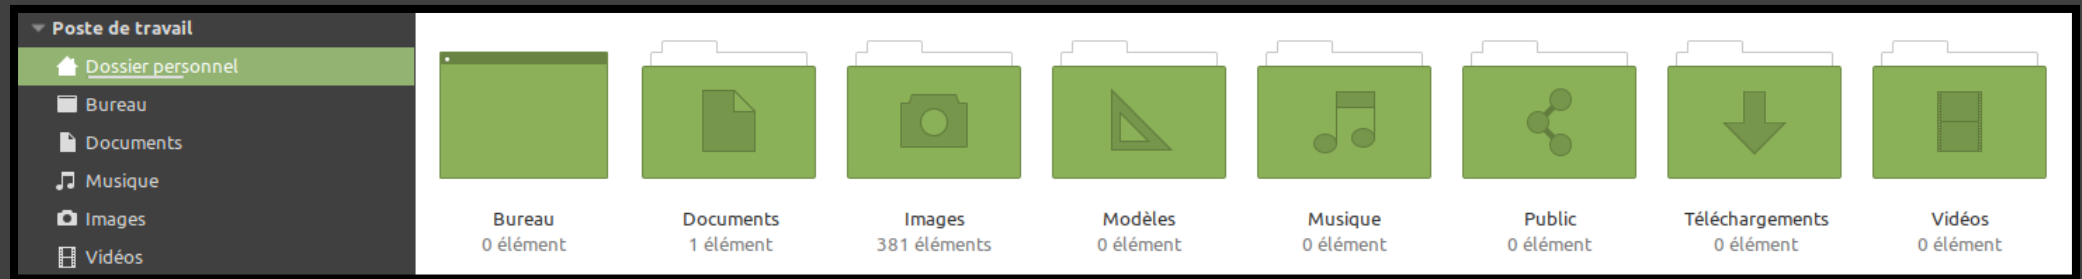 Poste de travail
Dossier personnel
Bureau
Documents
Musique
Images
Vidéos
Bureau
0 élément
Documents
1 élément
Images
381 éléments
Modèles
0 élément
Musique
0 élément
Public
0 élément
Téléchargements
0 élément
Vidéos
0 élément